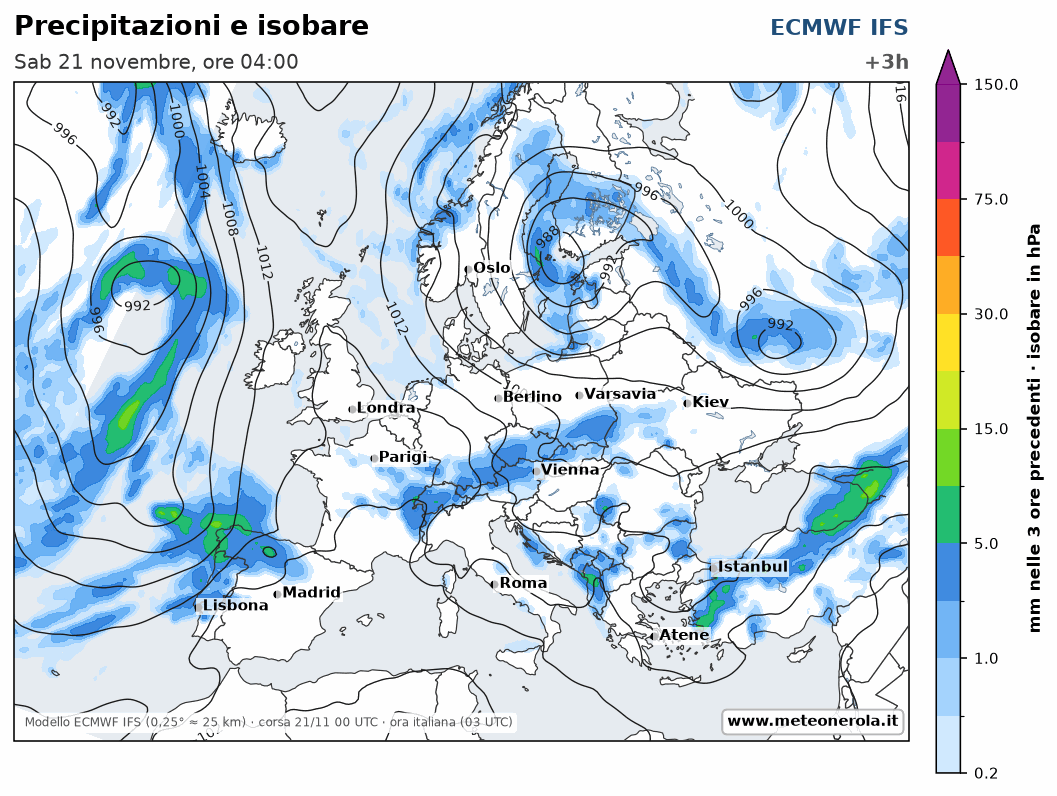 Precipitazioni e isobare
ECMWF IFS
Sab 21 novembre, ore 04:00
+3h
996
992
1000
1004
1008
1012
992
996
1012
988
996
1000
996
992
16
Oslo
Berlino
Varsavia
Kiev
Londra
Parigi
Vienna
Roma
Madrid
Lisbona
Istanbul
Atene
Modello ECMWF IFS (0,25° ≈ 25 km) · corsa 21/11 00 UTC · ora italiana (03 UTC)
www.meteonerola.it
150.0
75.0
30.0
15.0
5.0
1.0
0.2
mm nelle 3 ore precedenti · isobare in hPa